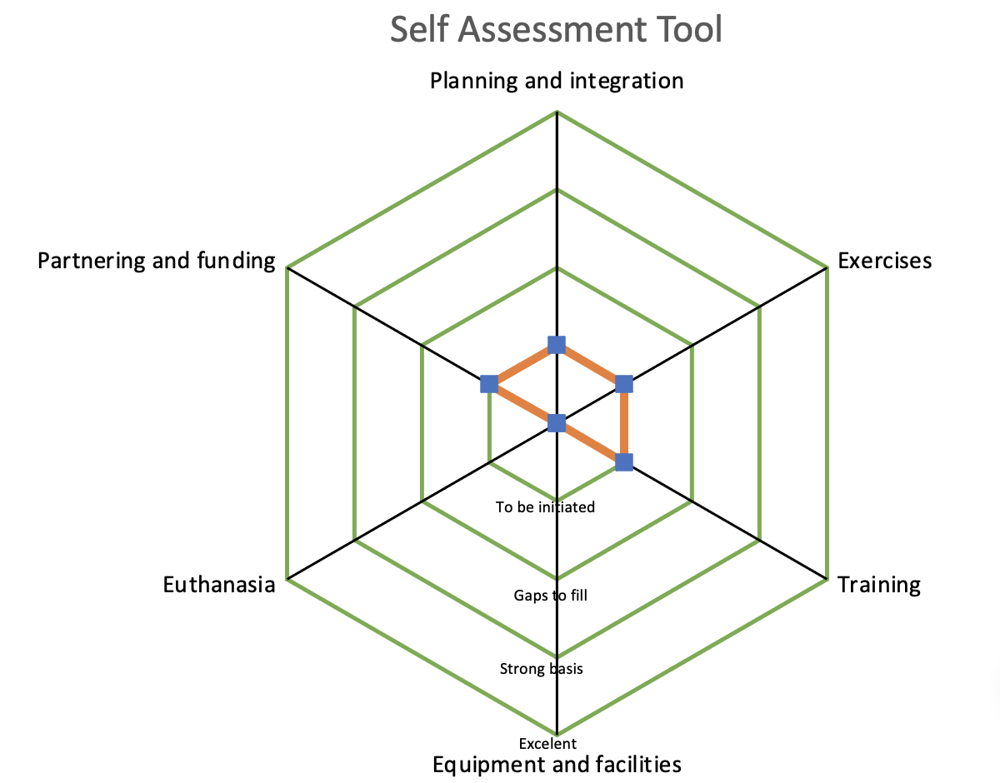 Self Assessment Tool
Planning and integration
Partnering and funding
Exercises
To be initiated
Euthanasia
Training
Gaps to fill
Strong basis
Excelent
Equipment and facilities